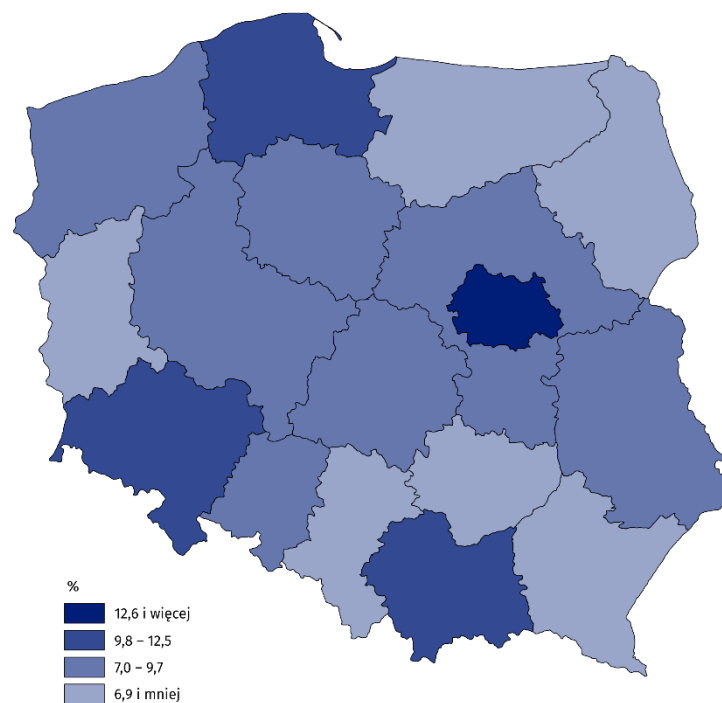 %
12,6 i więcej
9,8 – 12,5
7,0 – 9,7
6,9 i mniej